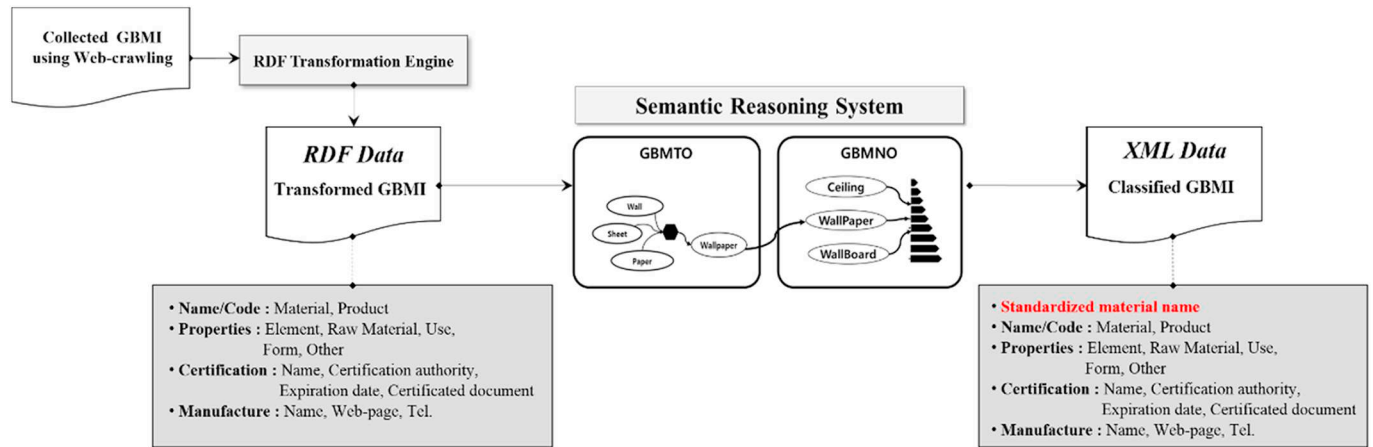 Collected GBMI
using Web-crawling
RDF Transformation Engine
Semantic Reasoning System
RDF Data
Transformed GBMI
GBMTO
Wall
Sheet
Paper
Wallpaper
GBMNO
Ceiling
WallPaper
WallBoard
XML Data
Classified GBMI
• Name/Code : Material, Product
• Properties : Element, Raw Material, Use,
Form, Other
• Certification : Name, Certification authority,
Expiration date, Certificated document
• Manufacture : Name, Web-page, Tel.
• Standardized material name
• Name/Code : Material, Product
• Properties : Element, Raw Material, Use,
Form, Other
• Certification : Name, Certification authority,
Expiration date, Certificated document
• Manufacture : Name, Web-page, Tel.